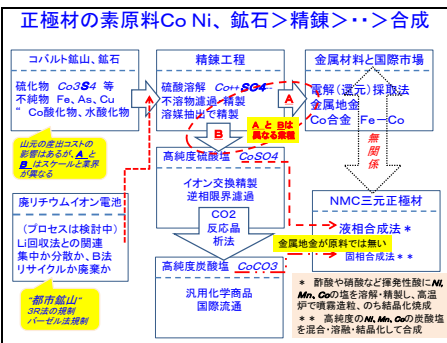 正極材の素原料Co Ni、鉱石>精錬>・・>合成
コバルト鉱山、鉱石
硫化物 Co3S4 等
不純物 Fe、As、Cu
“ Co酸化物、水酸化物
山元の産出コストの
影響はあるが、A と
B はスケールと業界
が異なる
廃リチウムイオン電池
(プロセスは検討中)
Li回収法との関連
集中か分散か、B法
リサイクルか廃棄か
“都市鉱山”
3R法の規制
バーゼル法規制
精錬工程
硫酸溶解 Co++SO4--
不溶物濾過・精製
溶媒抽出で精製
A
B
A と Bは
異なる業種
高純度硫酸塩 CoSO4
イオン交換精製
逆相限界濾過
CO2
反応晶
析法
高純度炭酸塩 CoCO3
汎用化学商品
国際流通
金属材料と国際市場
電解(還元)採取法
金属地金
Co合金 Fe-Co
無関係
NMC三元正極材
液相合成法*
固相合成法**
金属地金が原料では無い
* 酢酸や硝酸など揮発性酸にNi,
Mn, Coの塩を溶解・精製し、高温
炉で噴霧造粒、のち結晶化焼成
** 高純度のNi, Mn, Coの炭酸塩
を混合・溶融・結晶化して合成